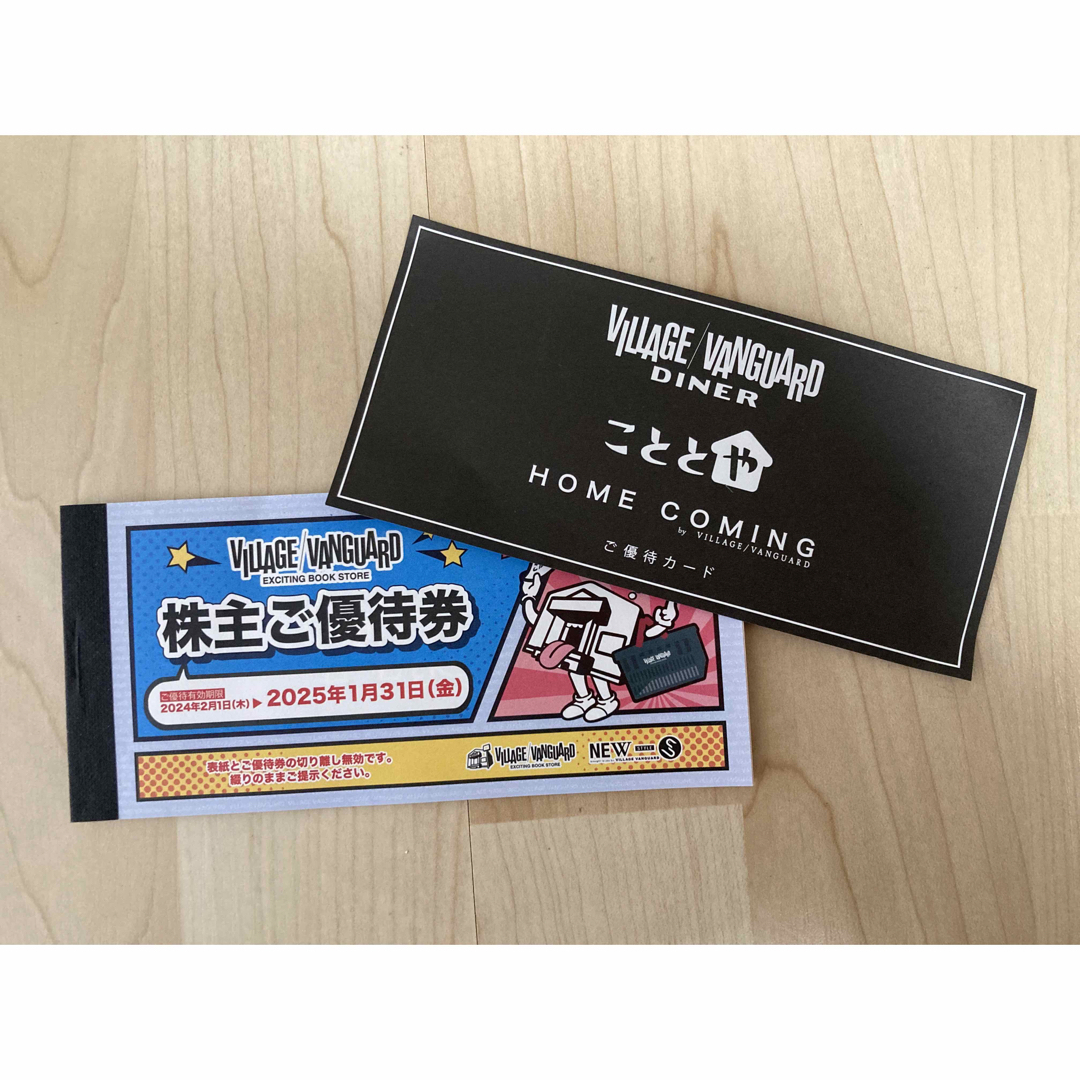 VILLAGE/VANGUARD
DINER
こととや
HOME COMING
by VILLAGE/VANGUARD
ご優待カード
VILLAGE/VANGUARD
EXCITING BOOK STORE
株主ご優待券
ご優待有効期限
2024年2月1日(木)▶2025年1月31日(金)
VILLAGE/VANGUARD
表紙とご優待券の切り離し無効です。
綴りのままご提示ください。
VILLAGE/VANGUARD
EXCITING BOOK STORE
NEW STYLE S
VILLAGE VANGUARD